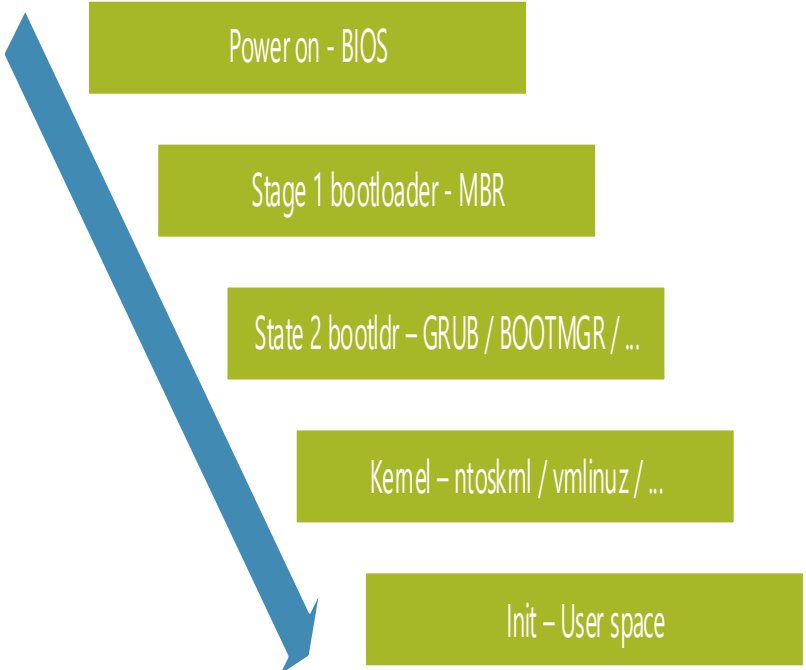 Power on - BIOS
Stage 1 bootloader - MBR
State 2 bootldr – GRUB / BOOTMGR / ...
Kernel – ntoskrnl / vmlinuz / ...
Init – User space